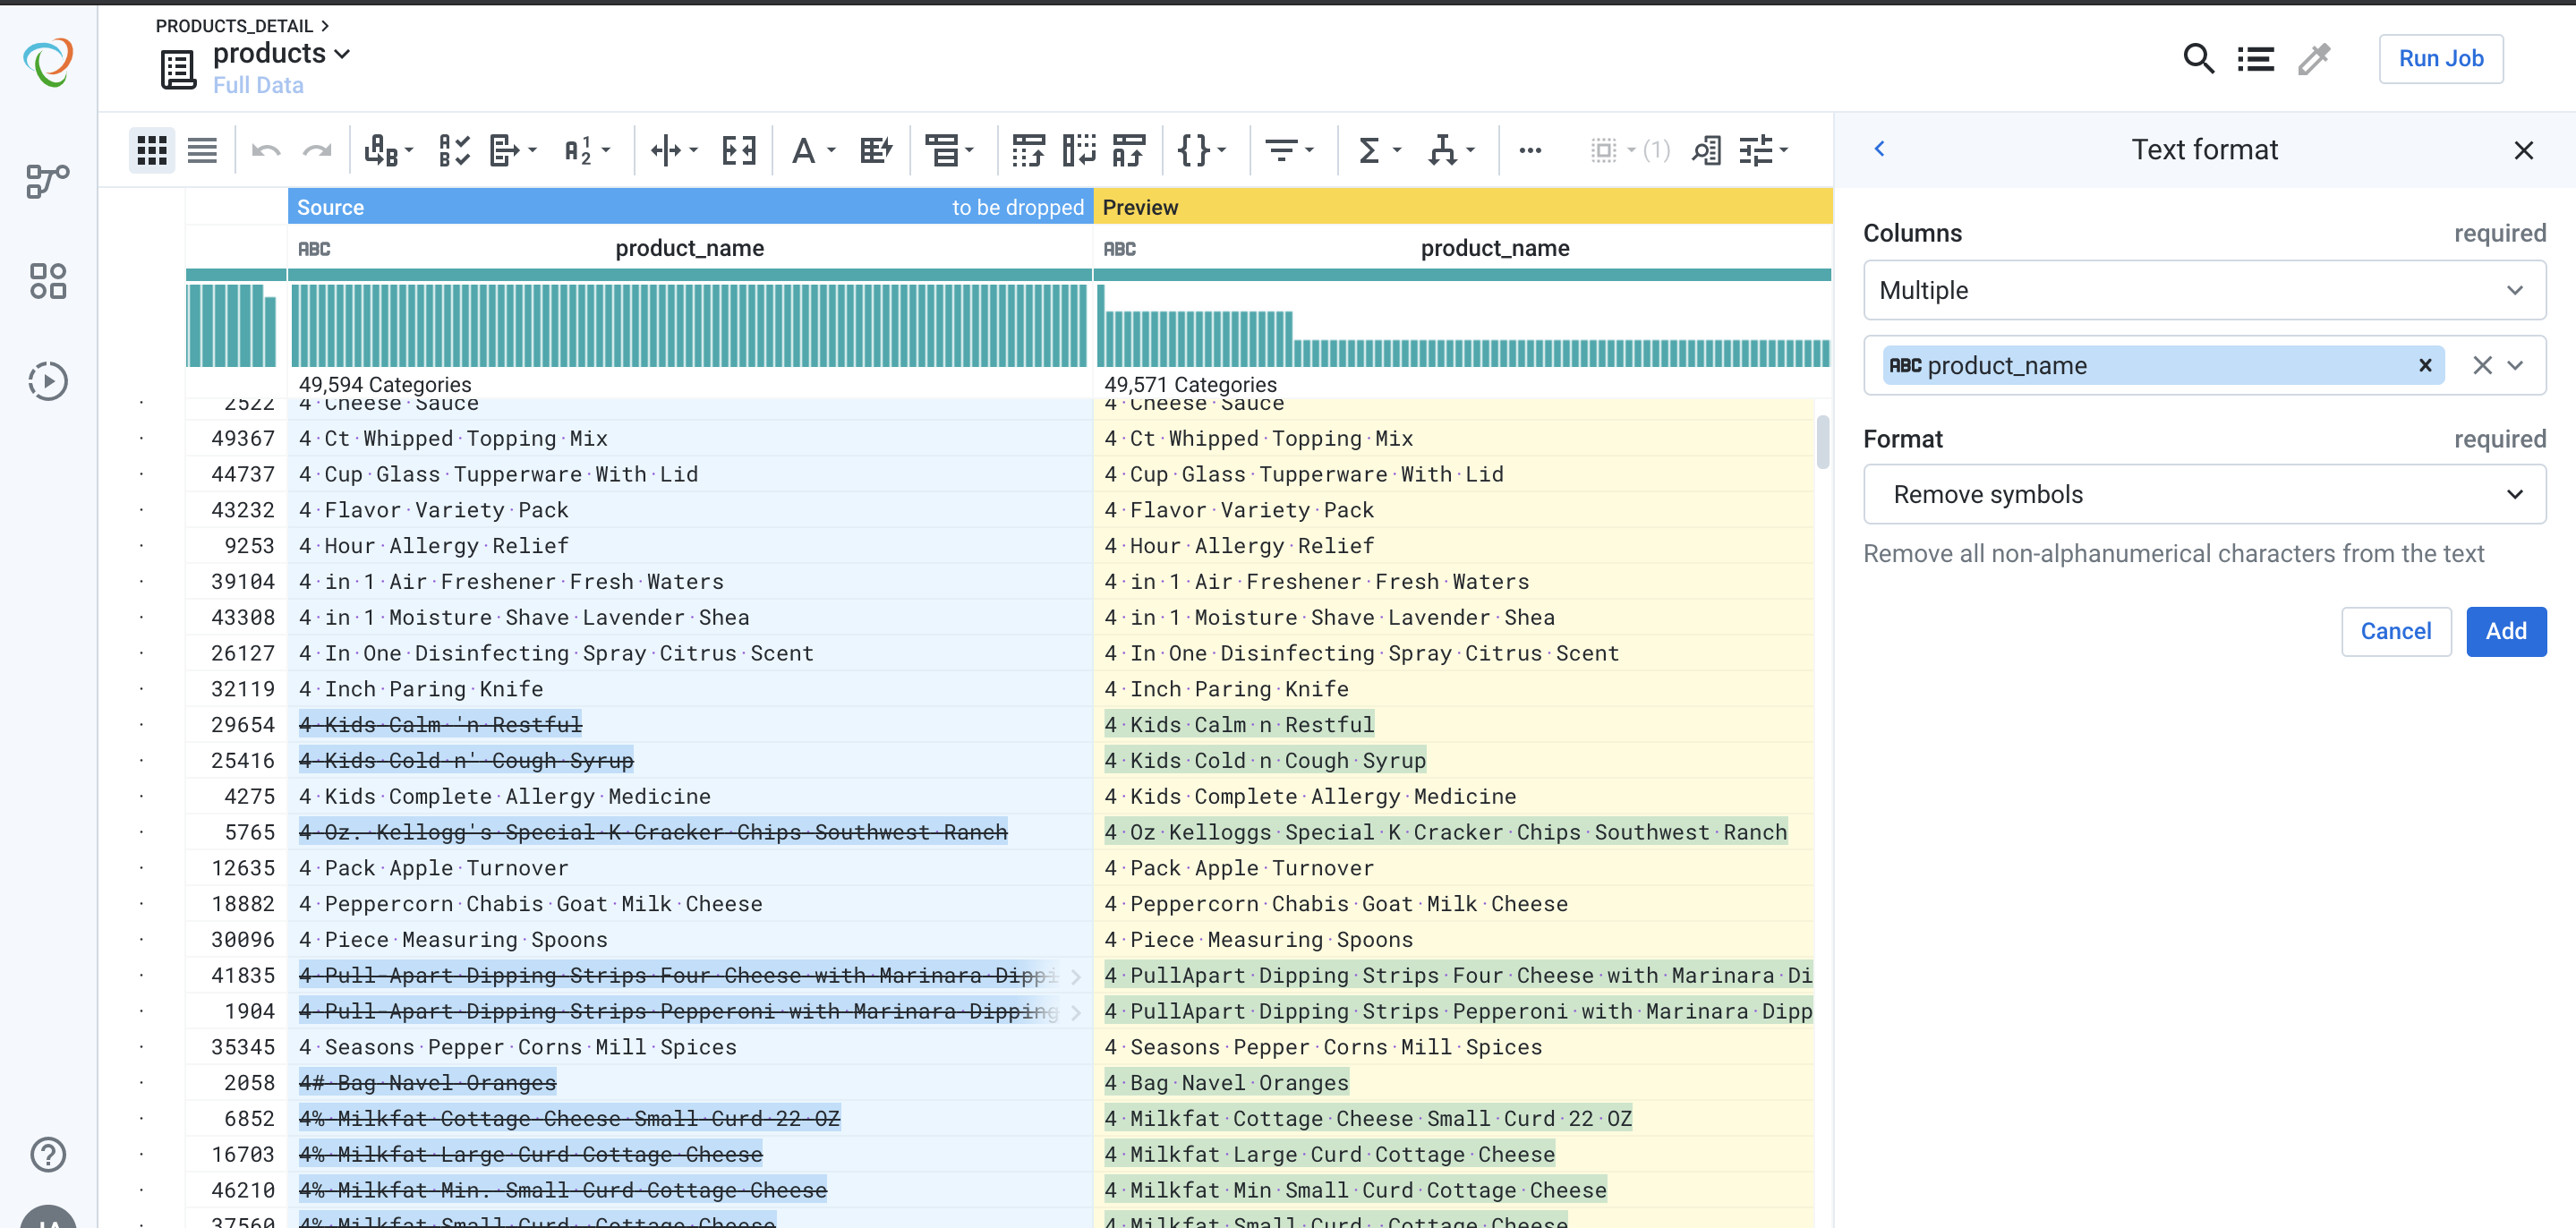 PRODUCTS_DETAIL
products
Full Data
Run Job
A
B
A
B
A 1
2
A
A
Σ
(1)
Text format
Source to be dropped Preview
ABC product_name ABC product_name
49,594 Categories 49,571 Categories
2522 4·Cheese·Sauce 4·Cheese·Sauce
49367 4·Ct·Whipped·Topping·Mix 4·Ct·Whipped·Topping·Mix
44737 4·Cup·Glass·Tupperware·With·Lid 4·Cup·Glass·Tupperware·With·Lid
43232 4·Flavor·Variety·Pack 4·Flavor·Variety·Pack
9253 4·Hour·Allergy·Relief 4·Hour·Allergy·Relief
39104 4·in·1·Air·Freshener·Fresh·Waters 4·in·1·Air·Freshener·Fresh·Waters
43308 4·in·1·Moisture·Shave·Lavender·Shea 4·in·1·Moisture·Shave·Lavender·Shea
26127 4·In·One·Disinfecting·Spray·Citrus·Scent 4·In·One·Disinfecting·Spray·Citrus·Scent
32119 4·Inch·Paring·Knife 4·Inch·Paring·Knife
29654 4·Kids·Calm·'n·Restful 4·Kids·Calm·n·Restful
25416 4·Kids·Cold·n'·Cough·Syrup 4·Kids·Cold·n·Cough·Syrup
4275 4·Kids·Complete·Allergy·Medicine 4·Kids·Complete·Allergy·Medicine
5765 4·Oz.·Kellogg's·Special·K·Cracker·Chips·Southwest·Ranch 4·Oz·Kelloggs·Special·K·Cracker·Chips·Southwest·Ranch
12635 4·Pack·Apple·Turnover 4·Pack·Apple·Turnover
18882 4·Peppercorn·Chabis·Goat·Milk·Cheese 4·Peppercorn·Chabis·Goat·Milk·Cheese
30096 4·Piece·Measuring·Spoons 4·Piece·Measuring·Spoons
41835 4·Pull-Apart·Dipping·Strips·Four·Cheese·with·Marinara·Dippi 4·PullApart·Dipping·Strips·Four·Cheese·with·Marinara·Di
1904 4·Pull-Apart·Dipping·Strips·Pepperoni·with·Marinara·Dipping 4·PullApart·Dipping·Strips·Pepperoni·with·Marinara·Dipp
35345 4·Seasons·Pepper·Corns·Mill·Spices 4·Seasons·Pepper·Corns·Mill·Spices
2058 4#·Bag·Navel·Oranges 4·Bag·Navel·Oranges
6852 4%·Milkfat·Cottage·Cheese·Small·Curd·22·OZ 4·Milkfat·Cottage·Cheese·Small·Curd·22·OZ
16703 4%·Milkfat·Large·Curd·Cottage·Cheese 4·Milkfat·Large·Curd·Cottage·Cheese
46210 4%·Milkfat·Min.·Small·Curd·Cottage·Cheese 4·Milkfat·Min·Small·Curd·Cottage·Cheese
37560 4%·Milkfat·Small·Curd··Cottage·Cheese 4·Milkfat·Small·Curd··Cottage·Cheese
Columns required
Multiple
ABC product_name
Format required
Remove symbols
Remove all non-alphanumerical characters from the text
Cancel Add